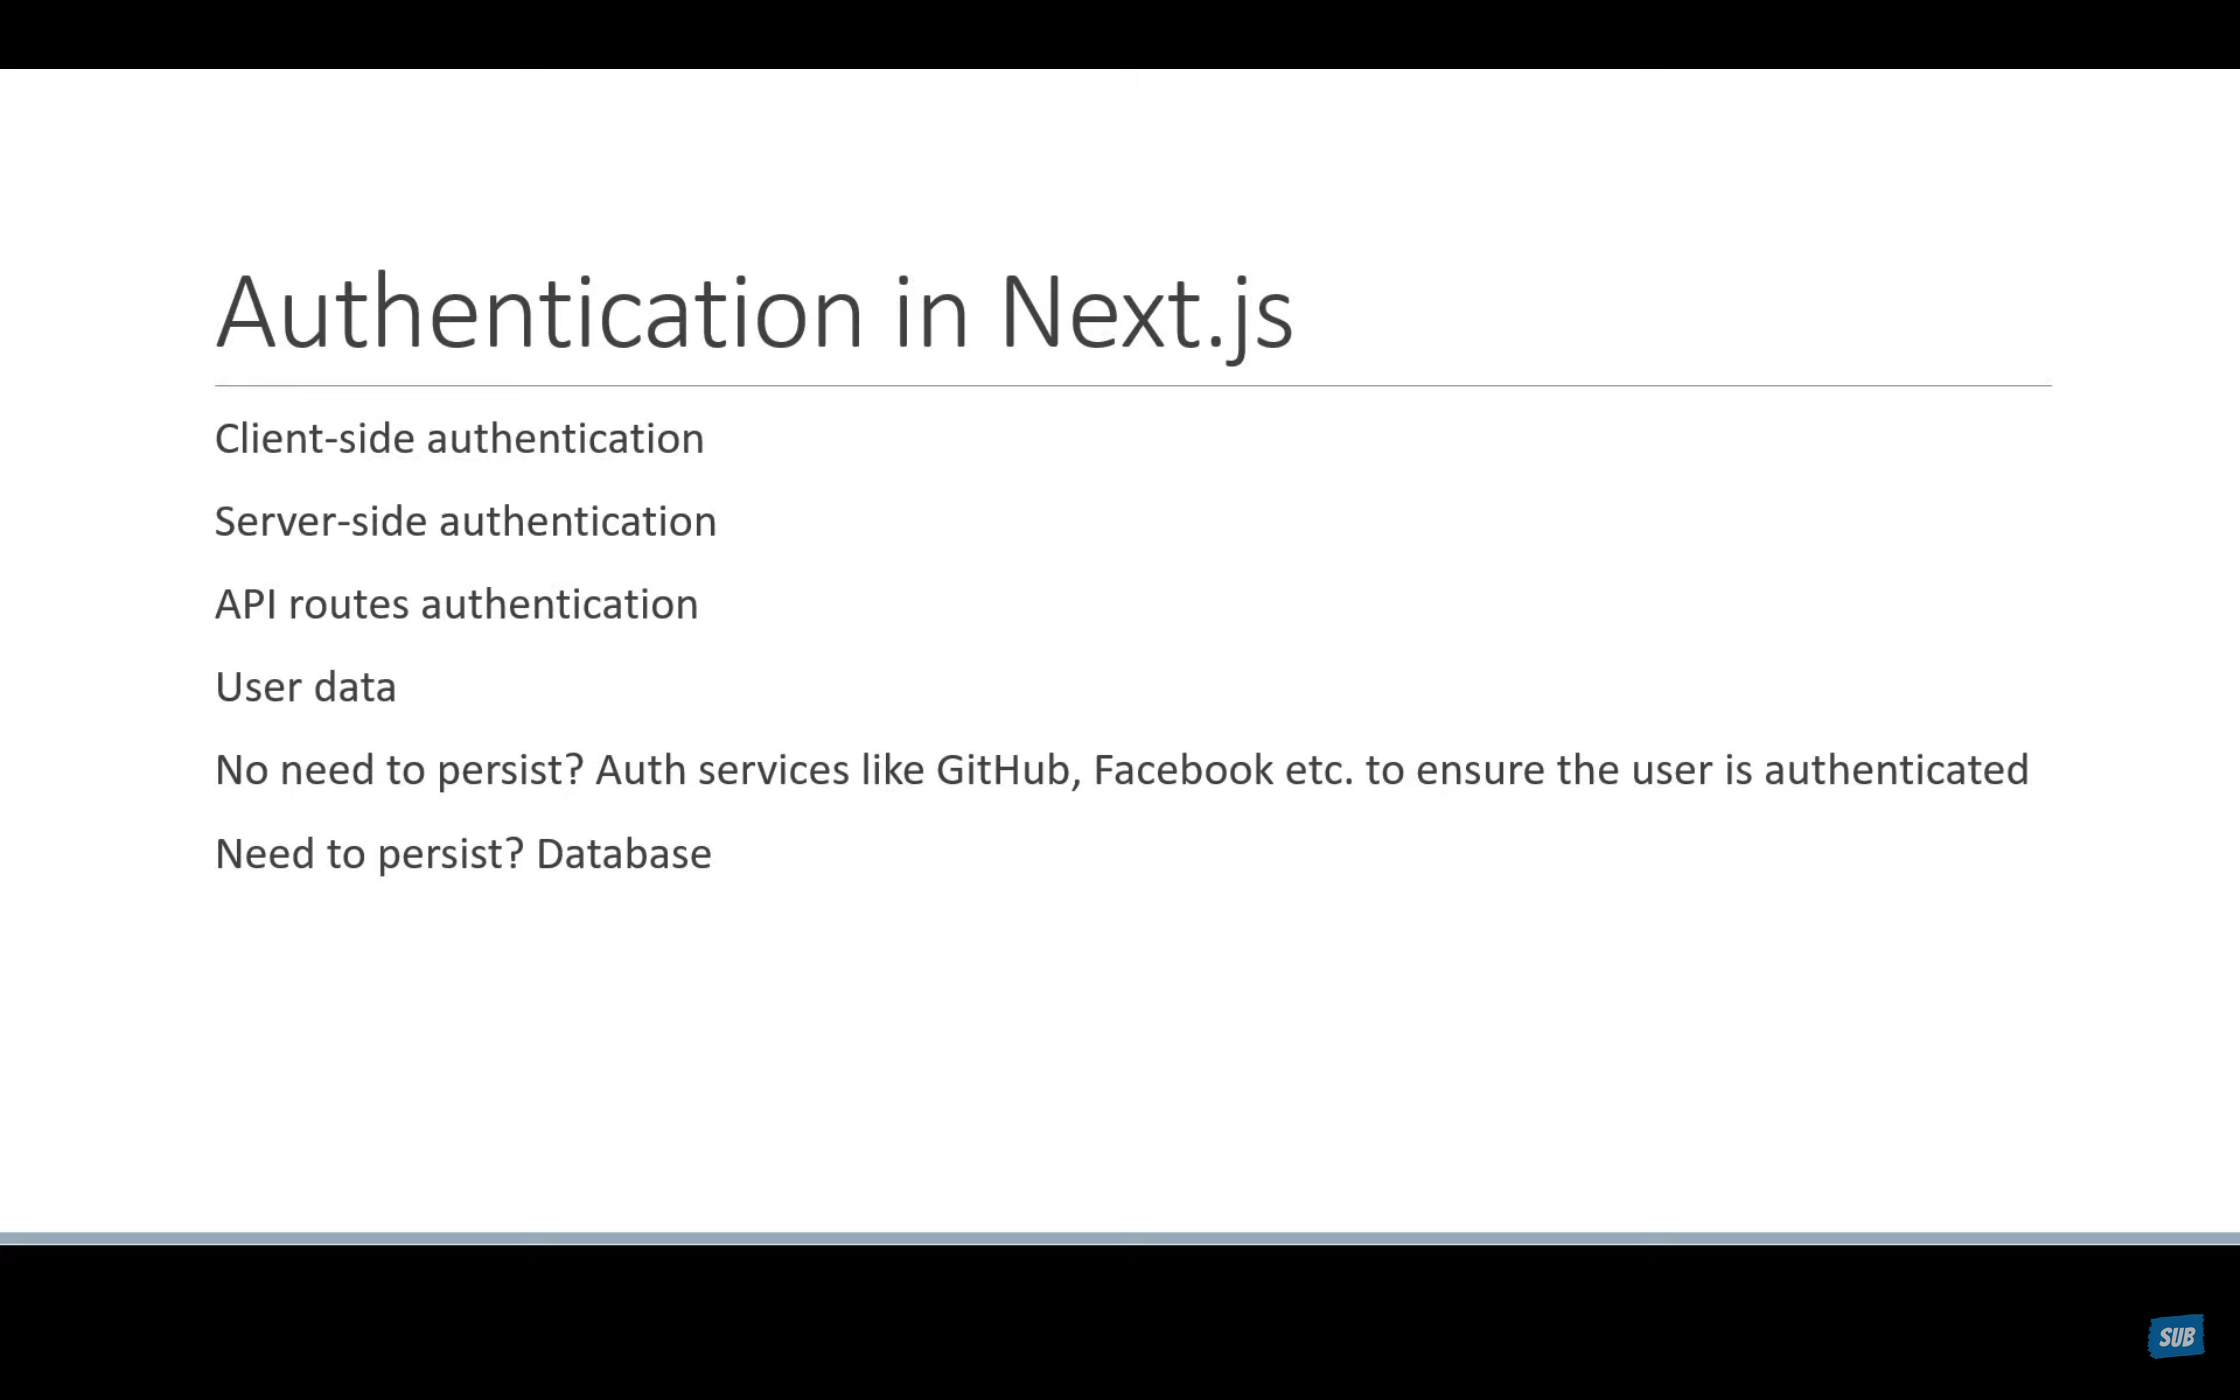 Authentication in Next.js
Client-side authentication
Server-side authentication
API routes authentication
User data
No need to persist? Auth services like GitHub, Facebook etc. to ensure the user is authenticated
Need to persist? Database
SUB